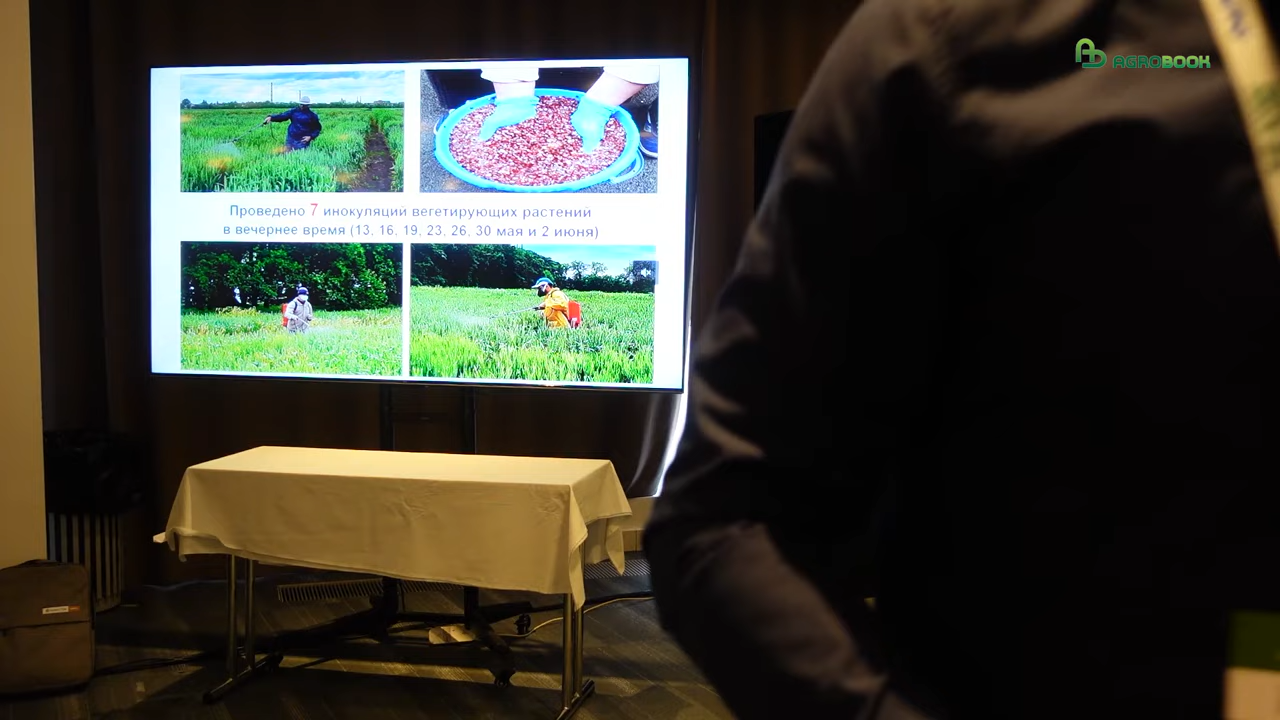 AGROBOOK
Проведено 7 инокуляций вегетирующих растений
в вечернее время (13, 16, 19, 23, 26, 30 мая и 2 июня)